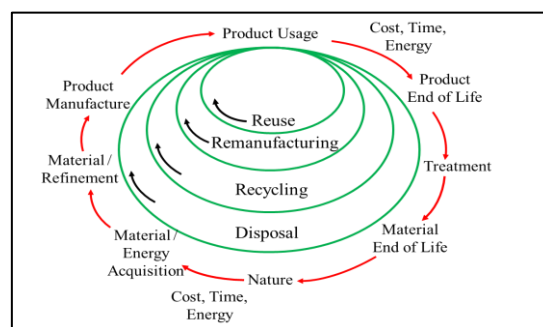 Product Usage
Cost, Time,
Energy
Product
End of Life
Treatment
Material
End of Life
Nature
Cost, Time,
Energy
Material /
Energy
Acquisition
Material /
Refinement
Product
Manufacture
Reuse
Remanufacturing
Recycling
Disposal